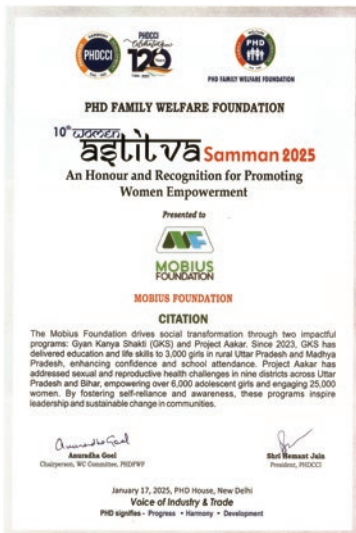 PHDCCI
PHDCCI
Celebrating
120 Years
PHD
PHD FAMILY WELFARE FOUNDATION
PHD FAMILY WELFARE FOUNDATION
10th women
astitva Samman 2025
An Honour and Recognition for Promoting
Women Empowerment
Presented to
MOBIUS
FOUNDATION
MOBIUS FOUNDATION
CITATION
The Mobius Foundation drives social transformation through two impactful
programs: Gyan Kanya Shakti (GKS) and Project Aakar. Since 2023, GKS has
delivered education and life skills to 3,000 girls in rural Uttar Pradesh and Madhya
Pradesh, enhancing confidence and school attendance. Project Aakar has
addressed sexual and reproductive health challenges in nine districts across Uttar
Pradesh and Bihar, empowering over 6,000 adolescent girls and engaging 25,000
women. By fostering self-reliance and awareness, these programs inspire
leadership and sustainable change in communities.
Anuradha Goel
Anuradha Goel
Chairperson, WC Committee, PHDFWF
Shri Hemant Jain
President, PHDCCI
January 17, 2025, PHD House, New Delhi
Voice of Industry & Trade
PHD signifies - Progress • Harmony • Development